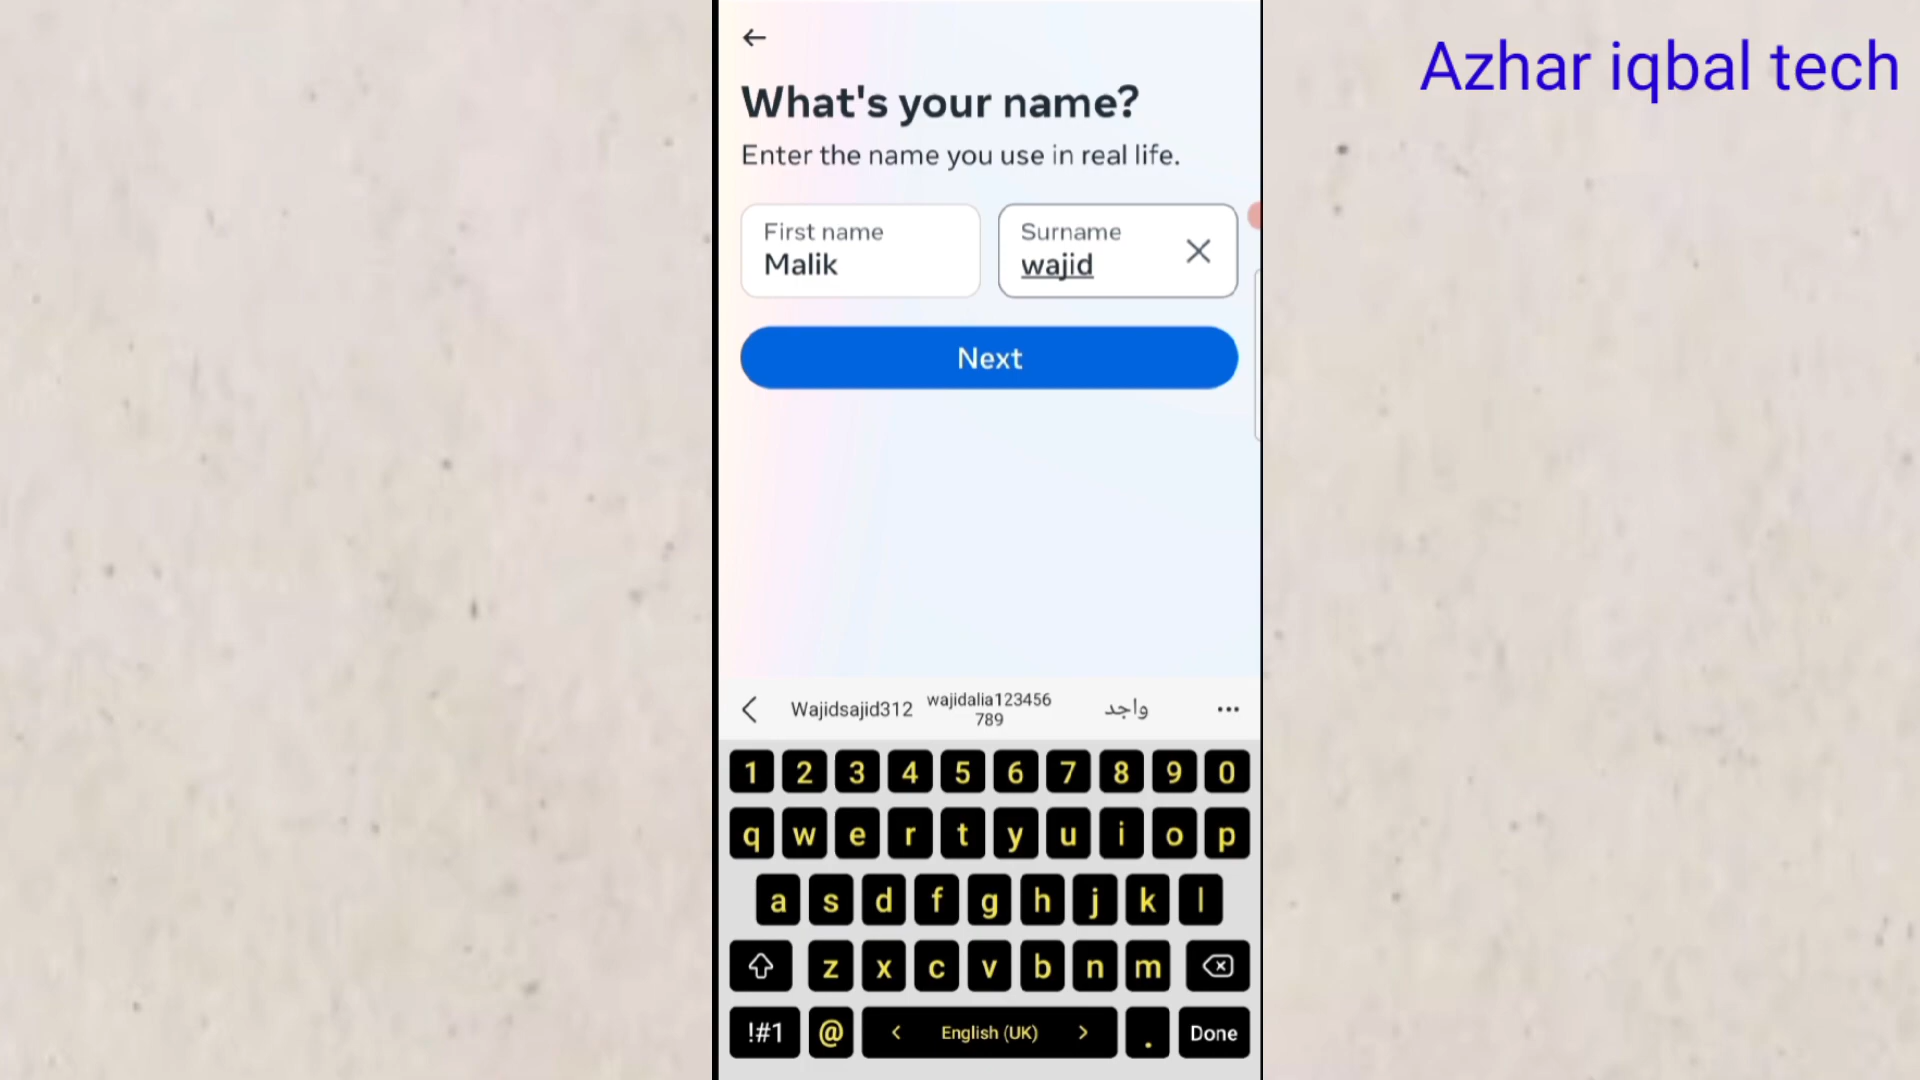 Azhar iqbal tech
What's your name?
Enter the name you use in real life.
First name
Malik
Surname
wajid
Next
Wajidsajid312
wajidalia123456
789
واجد
1 2 3 4 5 6 7 8 9 0
q w e r t y u i o p
a s d f g h j k l
z x c v b n m
!#1 @ < English (UK) > . Done